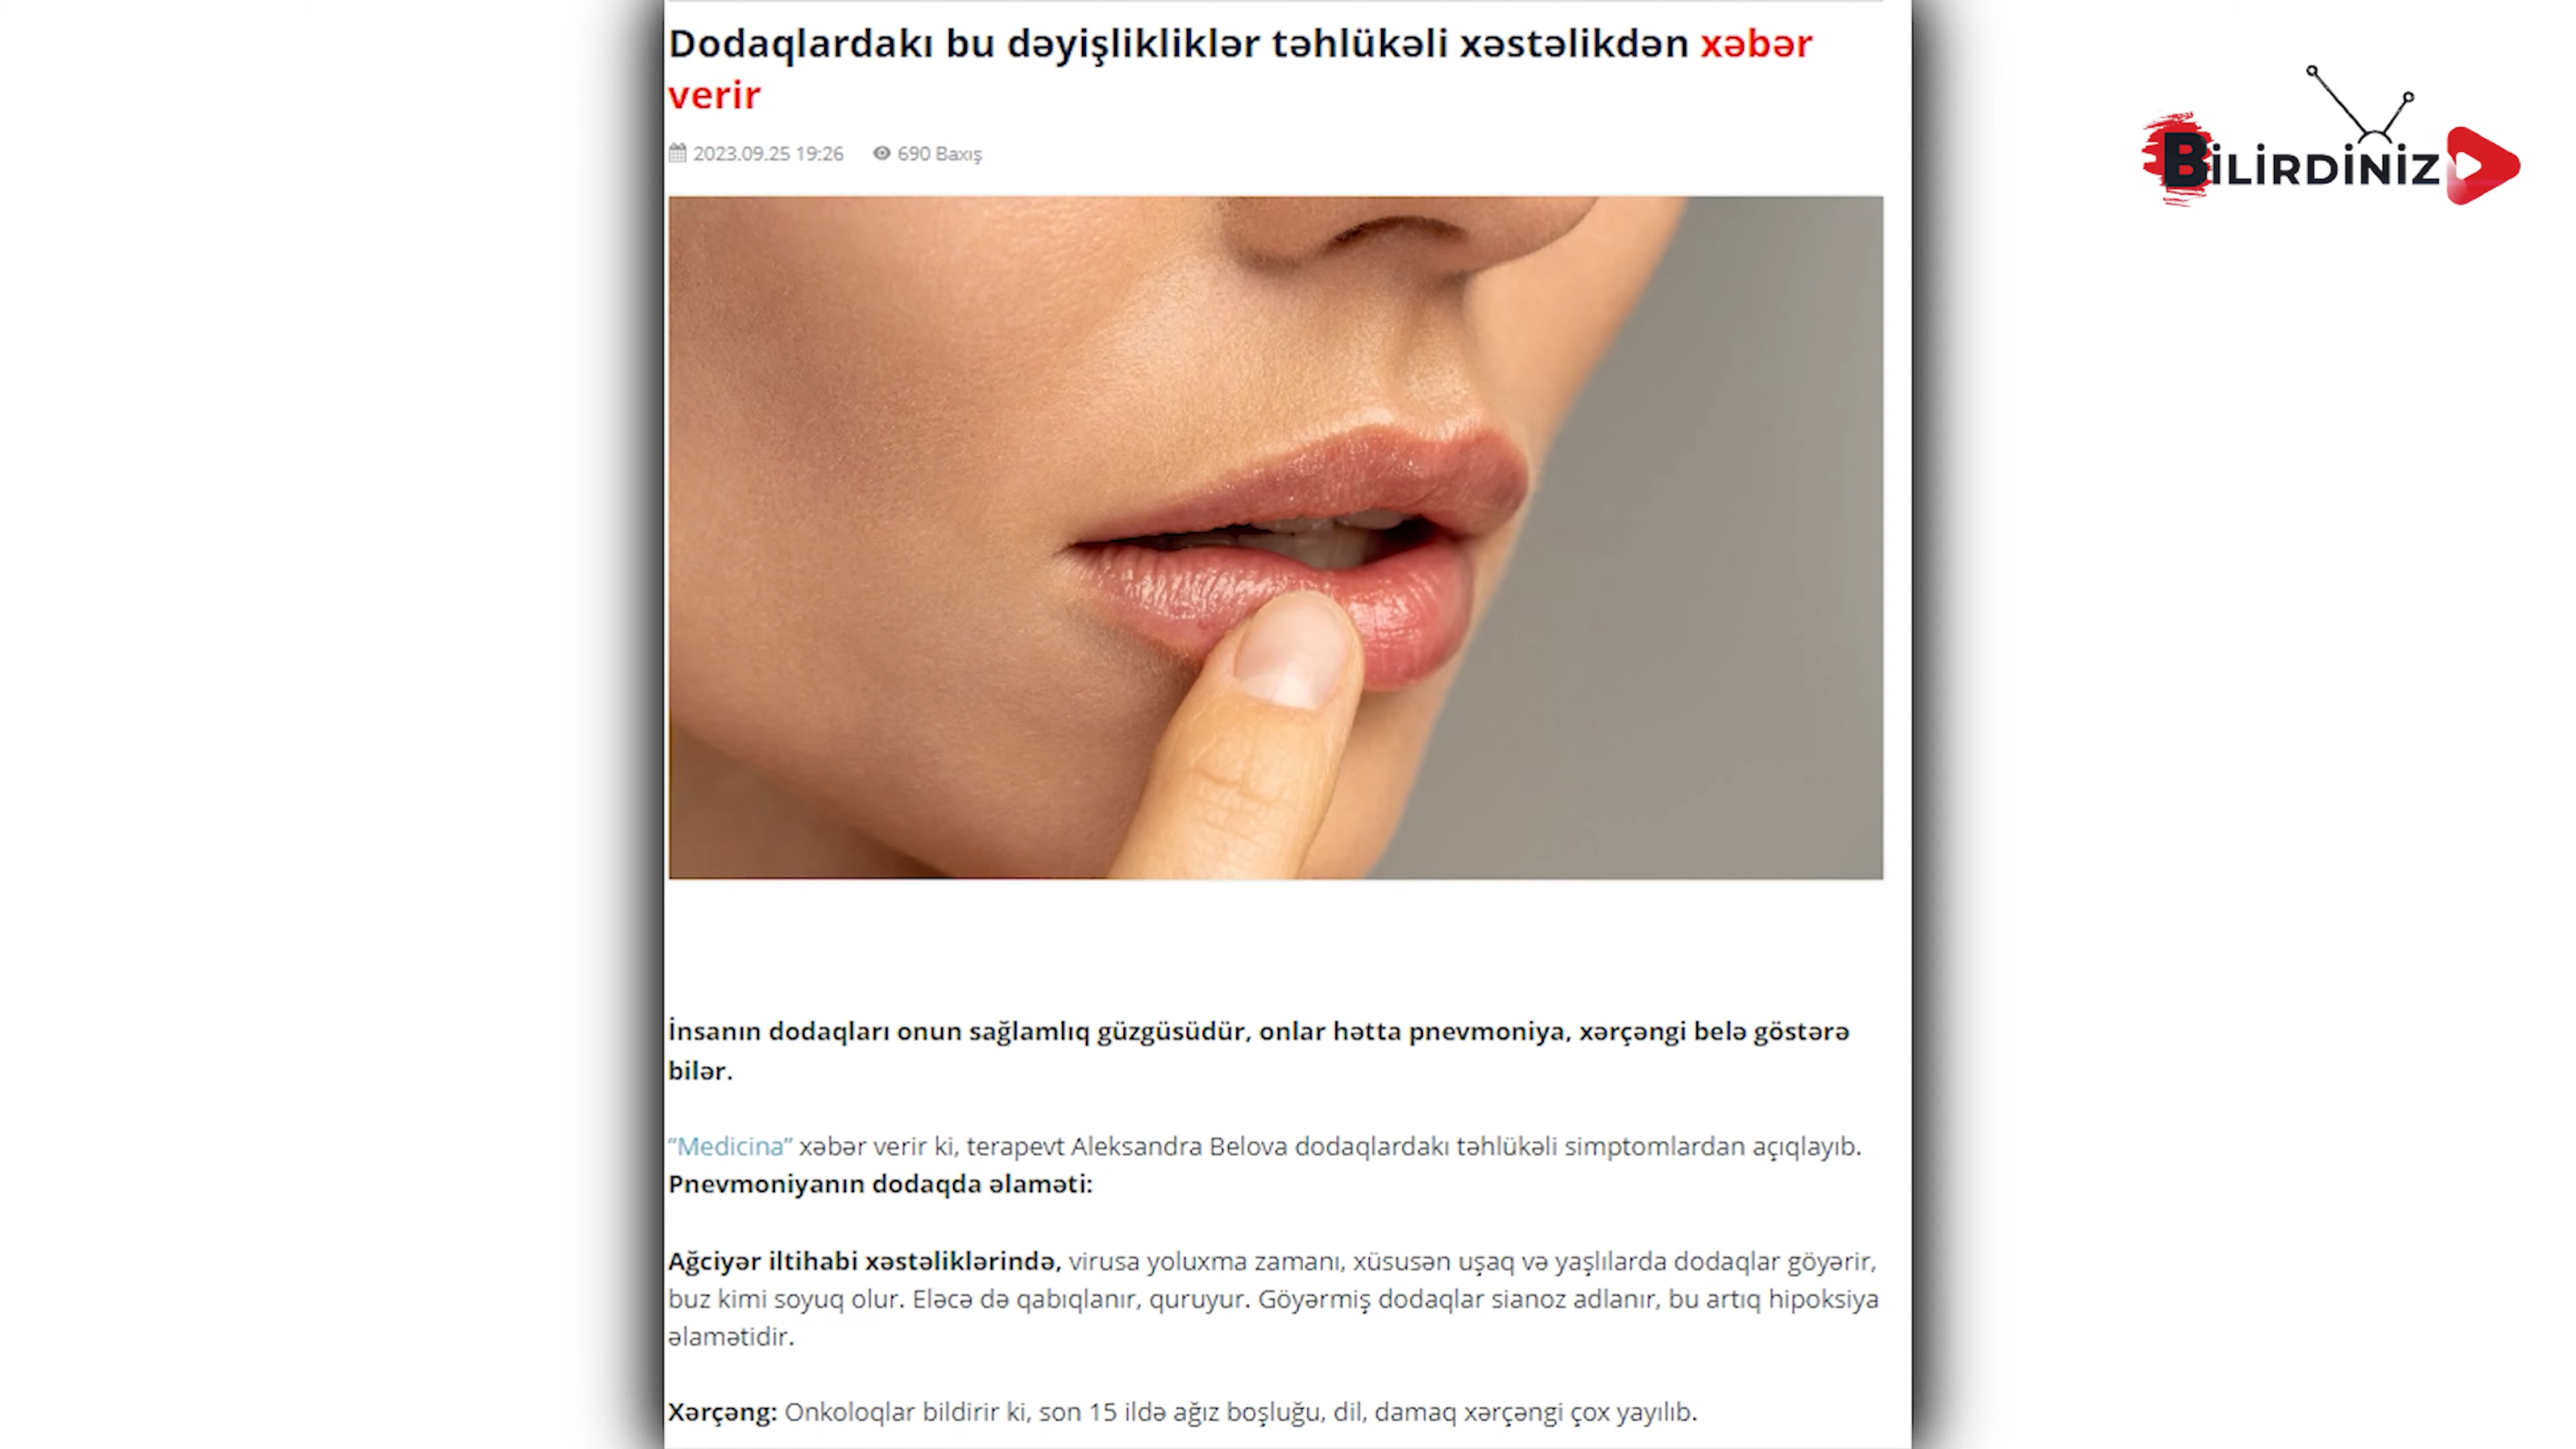 Dodaqlardakı bu dəyişlikliklər təhlükəli xəstəlikdən xəbər
verir
2023.09.25 19:26 690 Baxış
BİLİRDİNİZ
İnsanın dodaqları onun sağlamlıq güzgüsüdür, onlar hətta pnevmoniya, xərçəngi belə göstərə
bilər.
“Medicina” xəbər verir ki, terapevt Aleksandra Belova dodaqlardakı təhlükəli simptomlardan açıqlayıb.
Pnevmoniyanın dodaqda əlaməti:
Ağciyər iltihabi xəstəliklərində, virusa yoluxma zamanı, xüsusən uşaq və yaşlılarda dodaqlar göyərir,
buz kimi soyuq olur. Eləcə də qabıqlanır, quruyur. Göyərmiş dodaqlar sianoz adlanır, bu artıq hipoksiya
əlamətidir.
Xərçəng: Onkoloqlar bildirir ki, son 15 ildə ağız boşluğu, dil, damaq xərçəngi çox yayılıb.